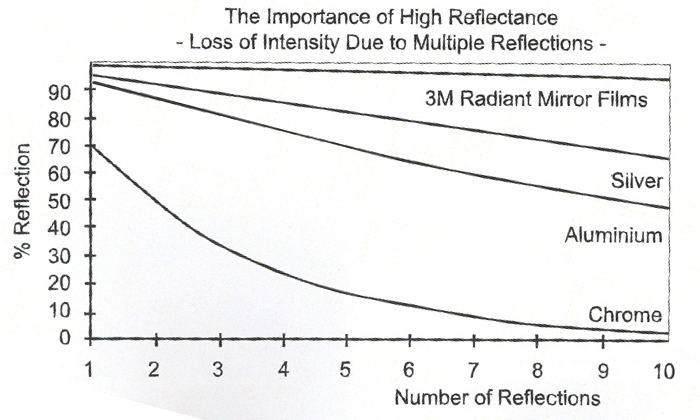 The Importance of High Reflectance
- Loss of Intensity Due to Multiple Reflections -
90
80
70
60
50
40
30
20
10
0
% Reflection
3M Radiant Mirror Films
Silver
Aluminium
Chrome
1 2 3 4 5 6 7 8 9 10
Number of Reflections